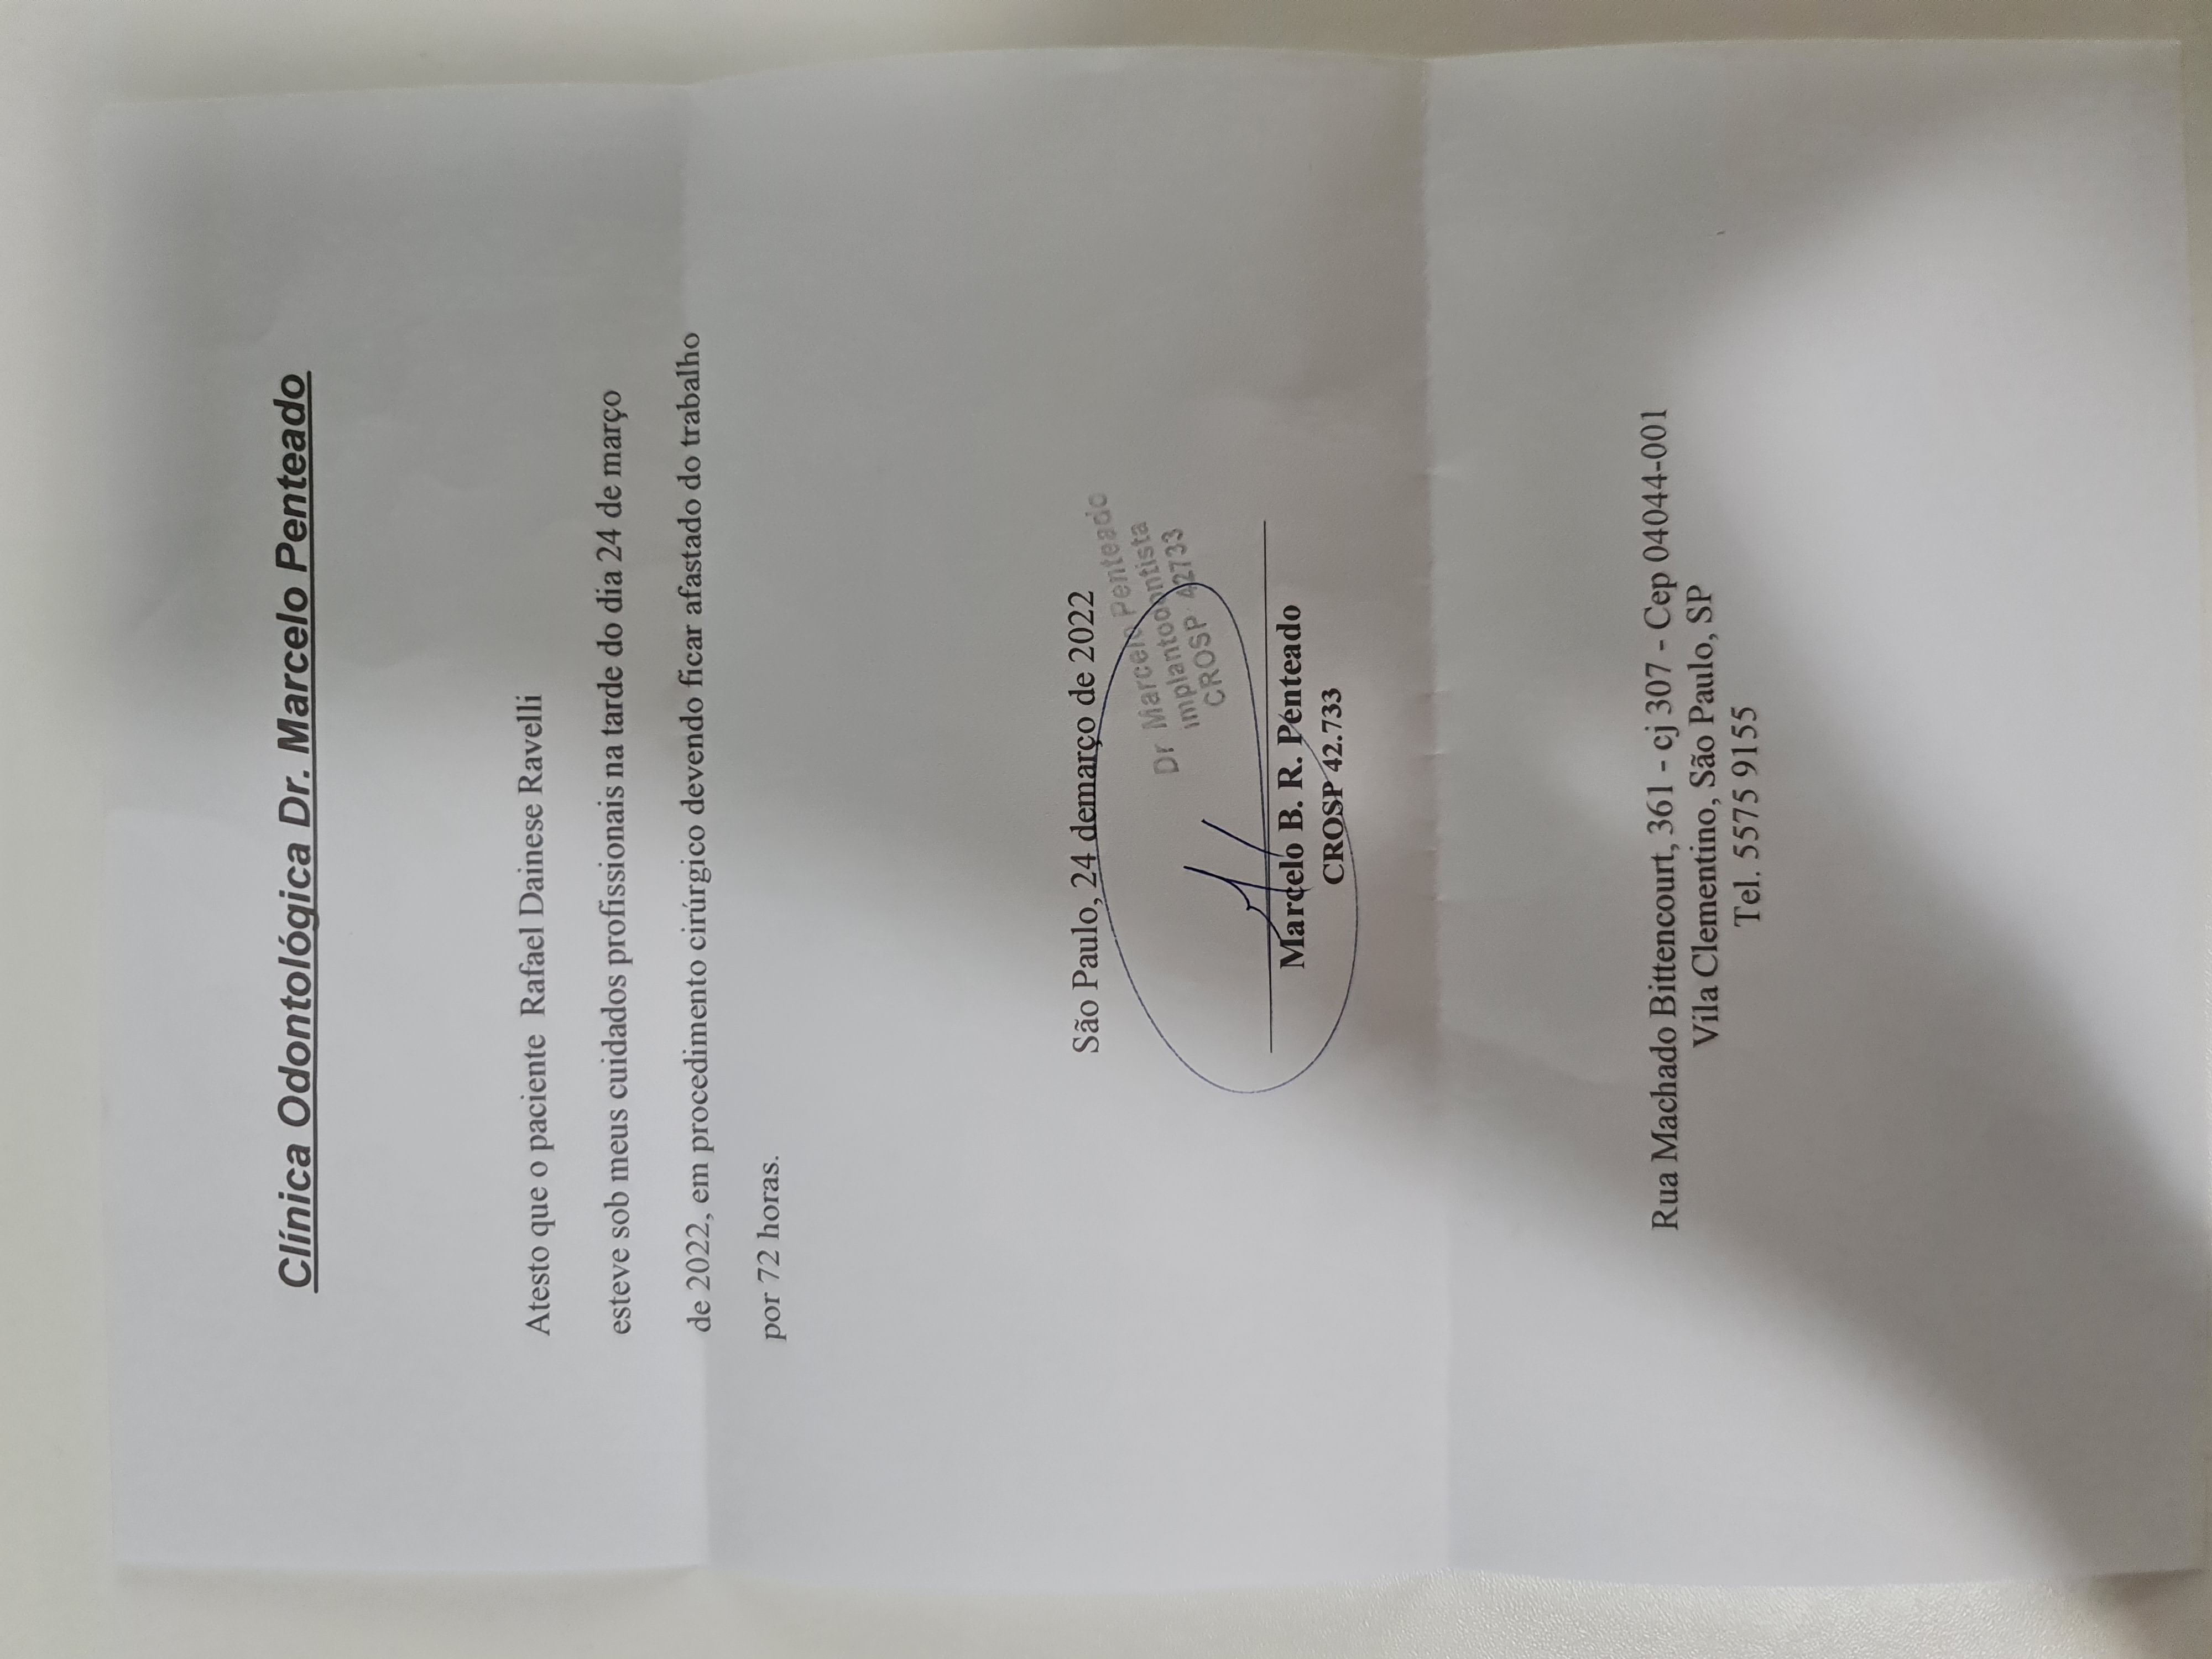 Clínica Odontológica Dr. Marcelo Penteado
Atesto que o paciente Rafael Dainese Ravelli
esteve sob meus cuidados profissionais na tarde do dia 24 de março
de 2022, em procedimento cirúrgico devendo ficar afastado do trabalho
por 72 horas.
São Paulo, 24 demarço de 2022
Dr Marcelo Penteado
implantodontista
CROSP 42733
Marcelo B. R. Penteado
CROSP 42.733
Rua Machado Bittencourt, 361 - cj 307 - Cep 04044-001
Vila Clementino, São Paulo, SP
Tel. 5575 9155